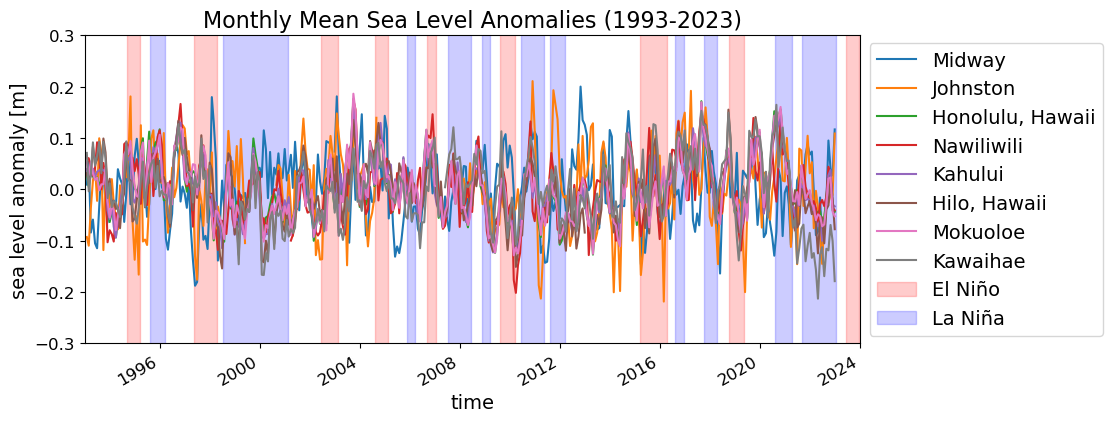 Monthly Mean Sea Level Anomalies (1993-2023)
sea level anomaly [m]
0.3
0.2
0.1
0.0
−0.1
−0.2
−0.3
1996
2000
2004
2008
2012
2016
2020
2024
time
Midway
Johnston
Honolulu, Hawaii
Nawiliwili
Kahului
Hilo, Hawaii
Mokuoloe
Kawaihae
El Niño
La Niña